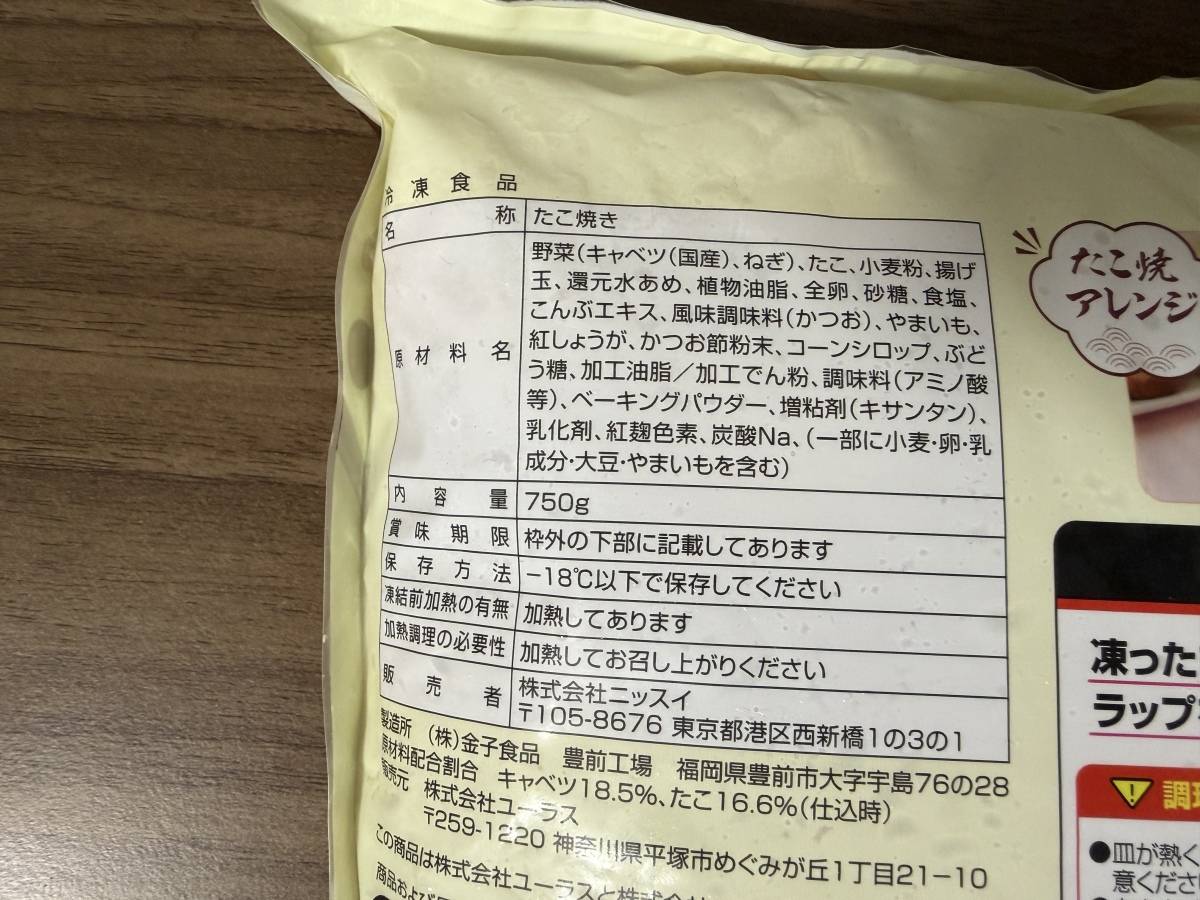 冷凍食品
名称 たこ焼き
原材料名 野菜(キャベツ(国産)、ねぎ)、たこ、小麦粉、揚げ
玉、還元水あめ、植物油脂、全卵、砂糖、食塩、
こんぶエキス、風味調味料(かつお)、やまいも、
紅しょうが、かつお節粉末、コーンシロップ、ぶど
う糖、加工油脂/加工でん粉、調味料(アミノ酸
等)、ベーキングパウダー、増粘剤(キサンタン)、
乳化剤、紅麹色素、炭酸Na、(一部に小麦・卵・乳
成分・大豆・やまいもを含む)
内容量 750g
賞味期限 枠外の下部に記載してあります
保存方法 −18℃以下で保存してください
凍結前加熱の有無 加熱してあります
加熱調理の必要性 加熱してお召し上がりください
販売者 株式会社ニッスイ
〒105-8676 東京都港区西新橋1の3の1
製造所 (株)金子食品 豊前工場 福岡県豊前市大字宇島76の28
原材料配合割合 キャベツ18.5%、たこ16.6%(仕込時)
販売元 株式会社ユーラス
〒259-1220 神奈川県平塚市めぐみが丘1丁目21−10
この商品は株式会社ユーラスと株式会
商品および
たこ焼
アレンジ
凍った
ラップ
調
●皿が熱く
意くださ